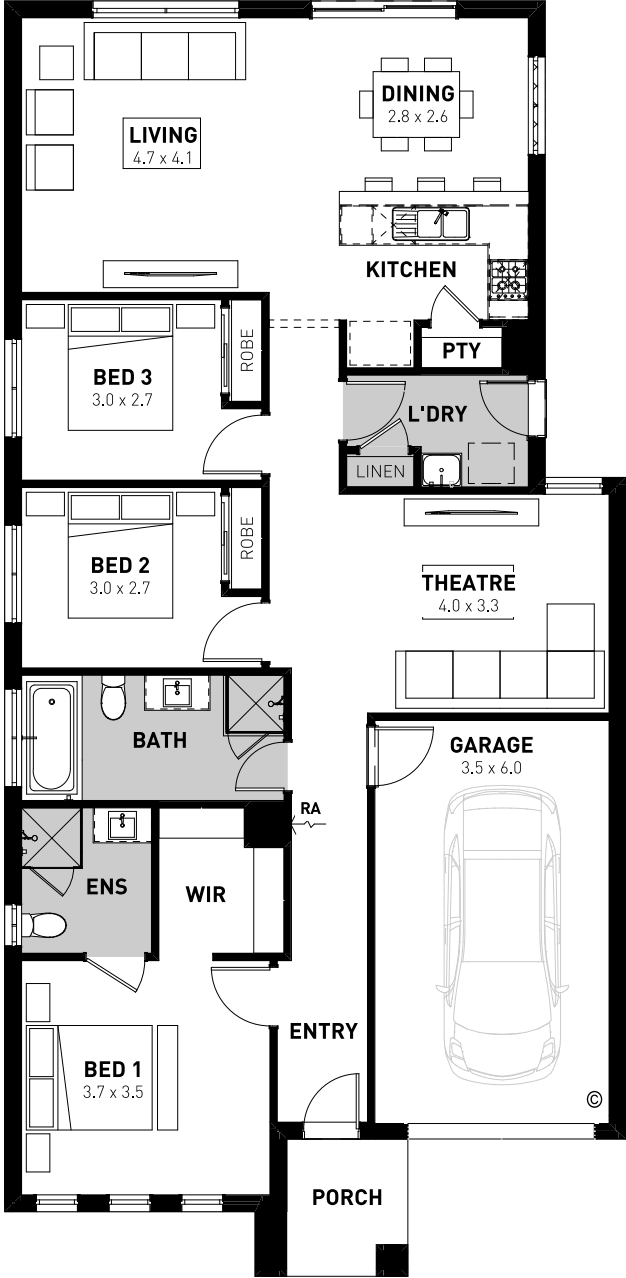 DINING
2.8 x 2.6
LIVING
4.7 x 4.1
KITCHEN
PTY
ROBE
BED 3
3.0 x 2.7
L'DRY
LINEN
ROBE
BED 2
3.0 x 2.7
THEATRE
4.0 x 3.3
BATH
GARAGE
3.5 x 6.0
RA
ENS
WIR
ENTRY
BED 1
3.7 x 3.5
©
PORCH